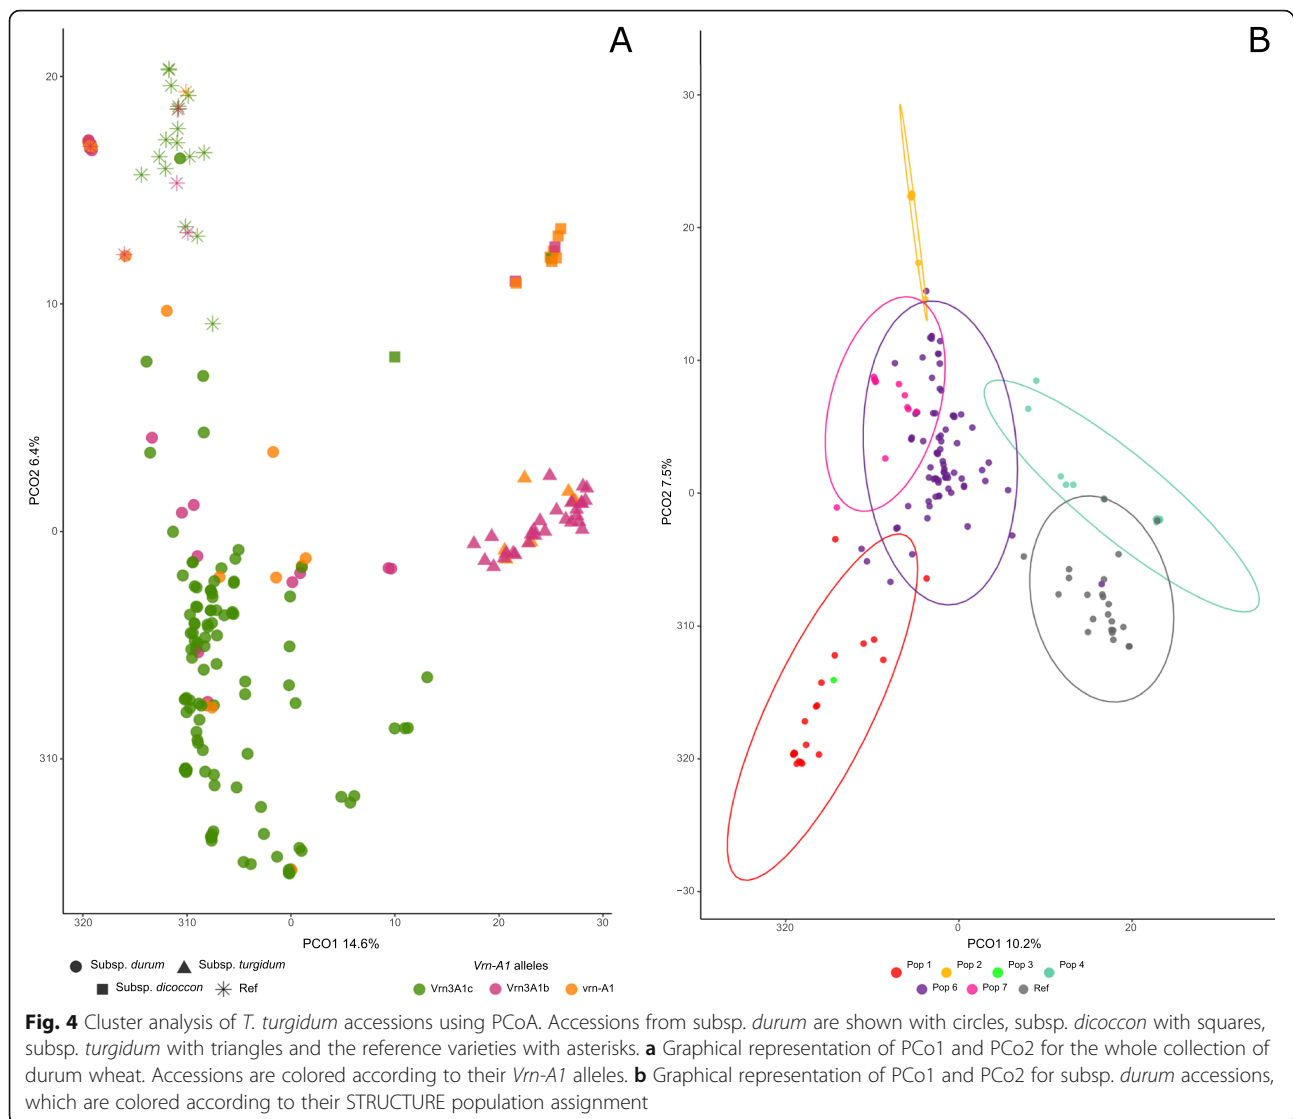 A
B
20
10
0
310
PCO2 6.4%
320
310
0
10
20
30
PCO1 14.6%
Subsp. durum
Subsp. turgidum
Subsp. dicoccon
Ref
Vrn-A1 alleles
Vrn3A1c
Vrn3A1b
vrn-A1
30
20
10
0
310
320
−30
PCO2 7.5%
320
0
20
PCO1 10.2%
Pop 1
Pop 2
Pop 3
Pop 4
Pop 6
Pop 7
Ref
Fig. 4 Cluster analysis of T. turgidum accessions using PCoA. Accessions from subsp. durum are shown with circles, subsp. dicoccon with squares,
subsp. turgidum with triangles and the reference varieties with asterisks. a Graphical representation of PCo1 and PCo2 for the whole collection of
durum wheat. Accessions are colored according to their Vrn-A1 alleles. b Graphical representation of PCo1 and PCo2 for subsp. durum accessions,
which are colored according to their STRUCTURE population assignment